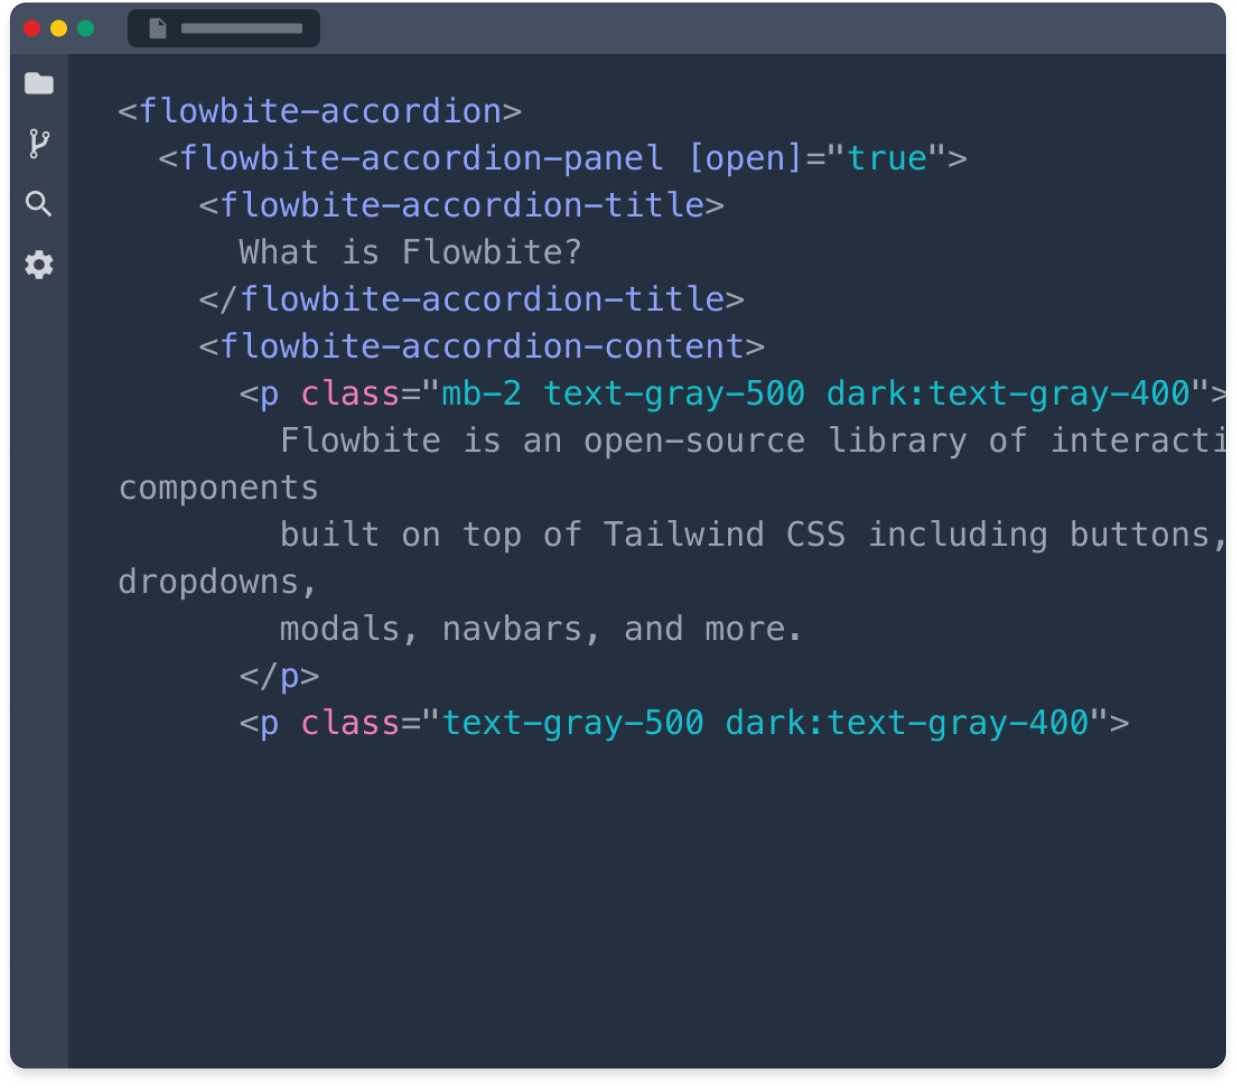 <flowbite-accordion>
<flowbite-accordion-panel [open]="true">
<flowbite-accordion-title>
What is Flowbite?
</flowbite-accordion-title>
<flowbite-accordion-content>
<p class="mb-2 text-gray-500 dark:text-gray-400">
Flowbite is an open-source library of interacti
components
built on top of Tailwind CSS including buttons,
dropdowns,
modals, navbars, and more.
</p>
<p class="text-gray-500 dark:text-gray-400">